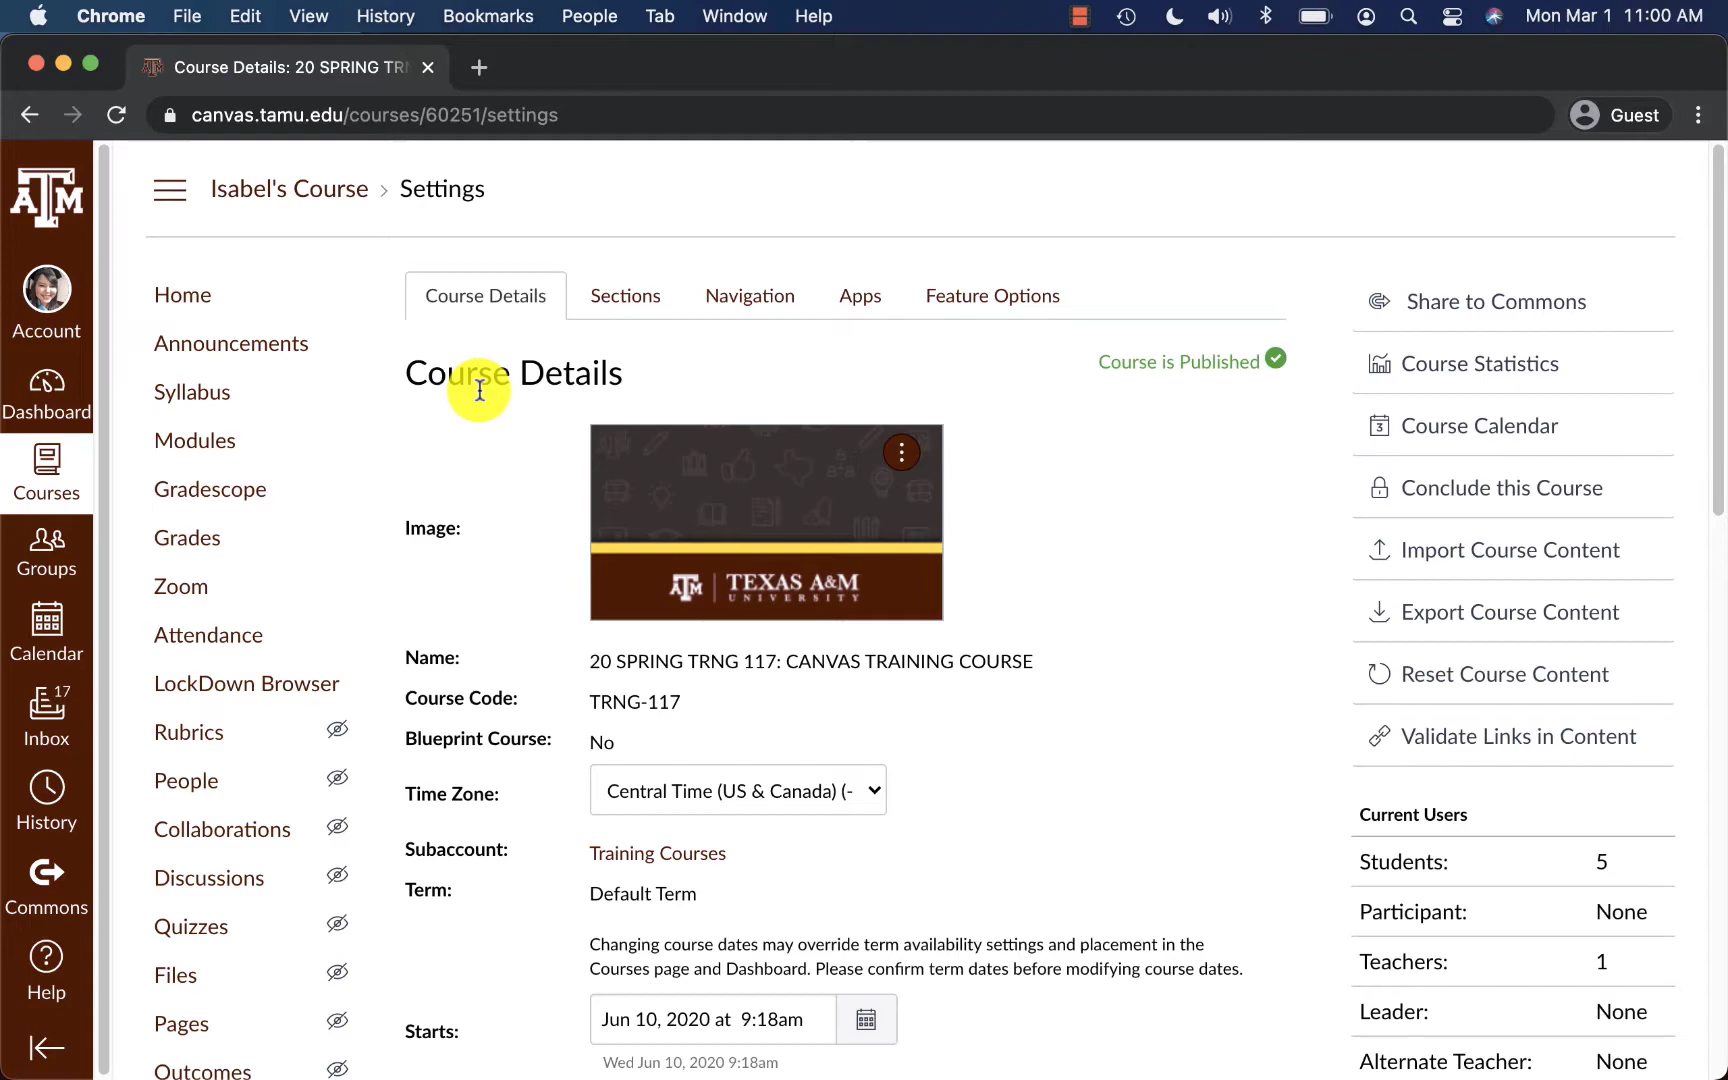 Chrome File Edit View History Bookmarks People Tab Window Help Mon Mar 1 11:00 AM
Course Details: 20 SPRING TR
canvas.tamu.edu/courses/60251/settings Guest
Isabel's Course › Settings
ATM
Account
Dashboard
Courses
Groups
Calendar
17
Inbox
History
Commons
Help
Home
Announcements
Syllabus
Modules
Gradescope
Grades
Zoom
Attendance
LockDown Browser
Rubrics
People
Collaborations
Discussions
Quizzes
Files
Pages
Outcomes
Course Details Sections Navigation Apps Feature Options
Course Details
Course is Published
Image:
ATM | TEXAS A&M
UNIVERSITY
Name: 20 SPRING TRNG 117: CANVAS TRAINING COURSE
Course Code: TRNG-117
Blueprint Course: No
Time Zone: Central Time (US & Canada) (-
Subaccount: Training Courses
Term: Default Term
Changing course dates may override term availability settings and placement in the
Courses page and Dashboard. Please confirm term dates before modifying course dates.
Starts: Jun 10, 2020 at 9:18am
Wed Jun 10, 2020 9:18am
Share to Commons
Course Statistics
3 Course Calendar
Conclude this Course
Import Course Content
Export Course Content
Reset Course Content
Validate Links in Content
Current Users
Students: 5
Participant: None
Teachers: 1
Leader: None
Alternate Teacher: None